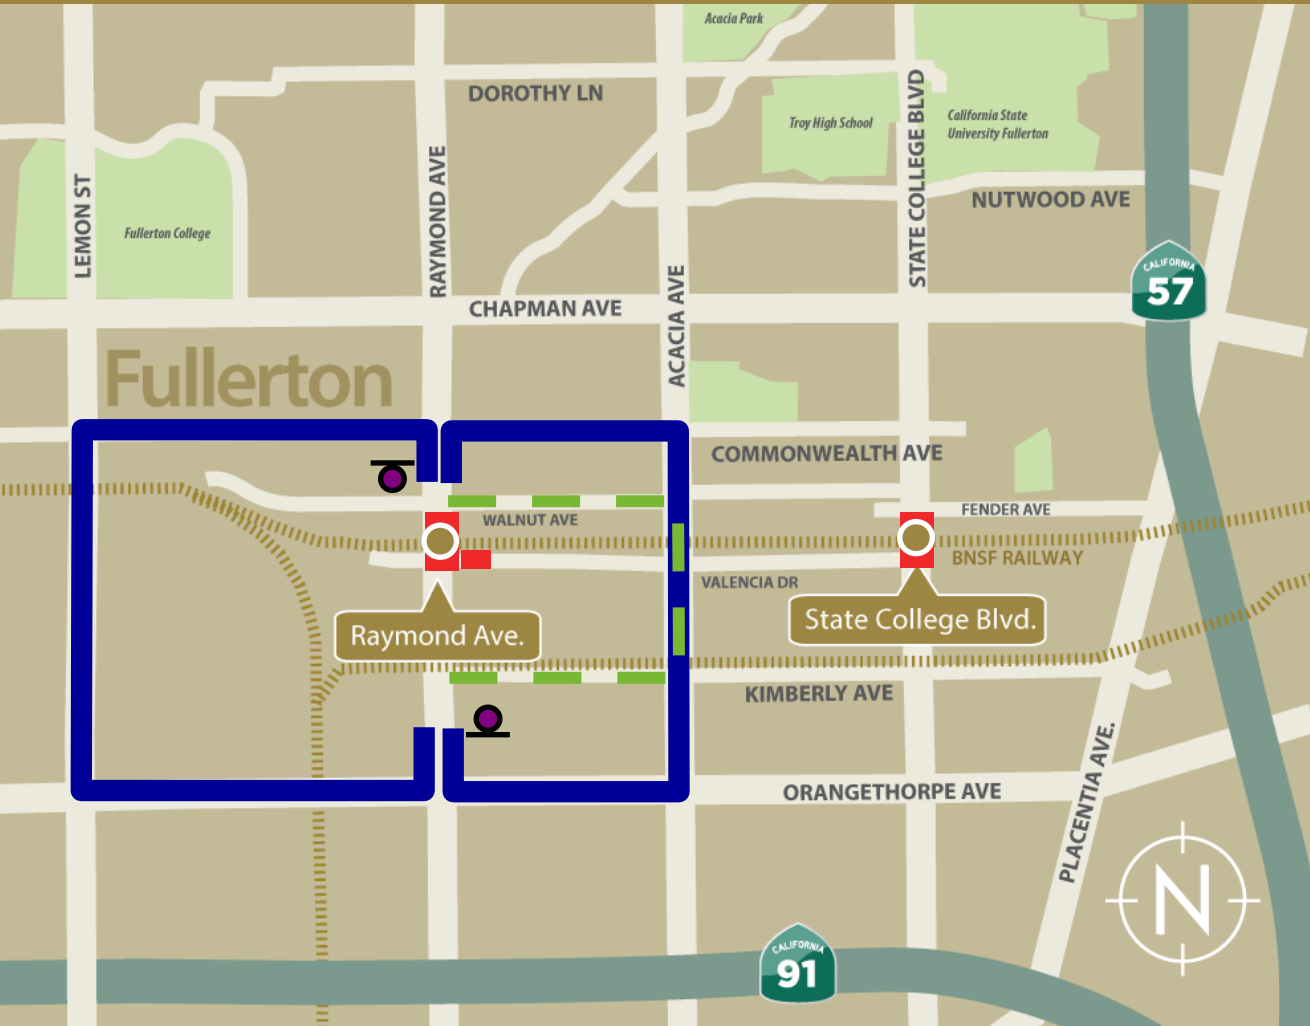 Acacia Park
DOROTHY LN
Troy High School
California State
University Fullerton
STATE COLLEGE BLVD
RAYMOND AVE
LEMON ST
NUTWOOD AVE
Fullerton College
CALIFORNIA
57
ACACIA AVE
CHAPMAN AVE
Fullerton
COMMONWEALTH AVE
WALNUT AVE
FENDER AVE
BNSF RAILWAY
VALENCIA DR
Raymond Ave.
State College Blvd.
KIMBERLY AVE
ORANGETHORPE AVE
PLACENTIA AVE.
N
CALIFORNIA
91